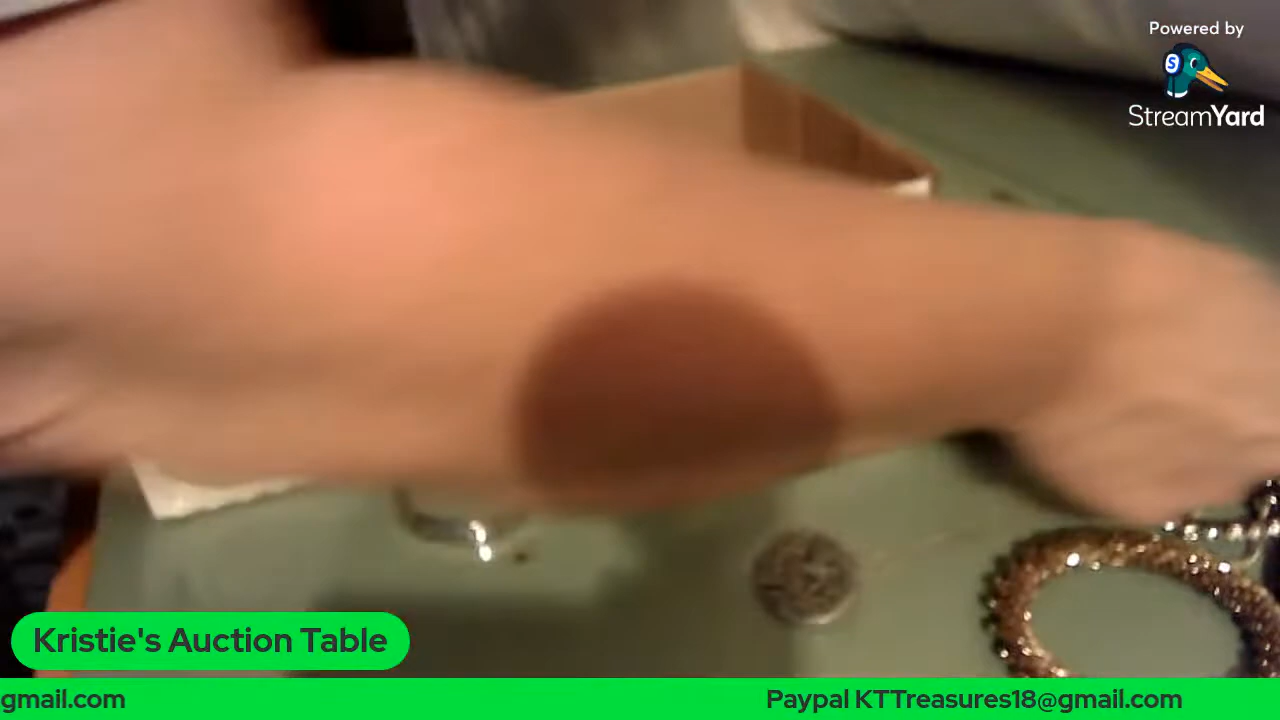 Powered by
S
StreamYard
Kristie's Auction Table
gmail.com
Paypal KTTreasures18@gmail.com